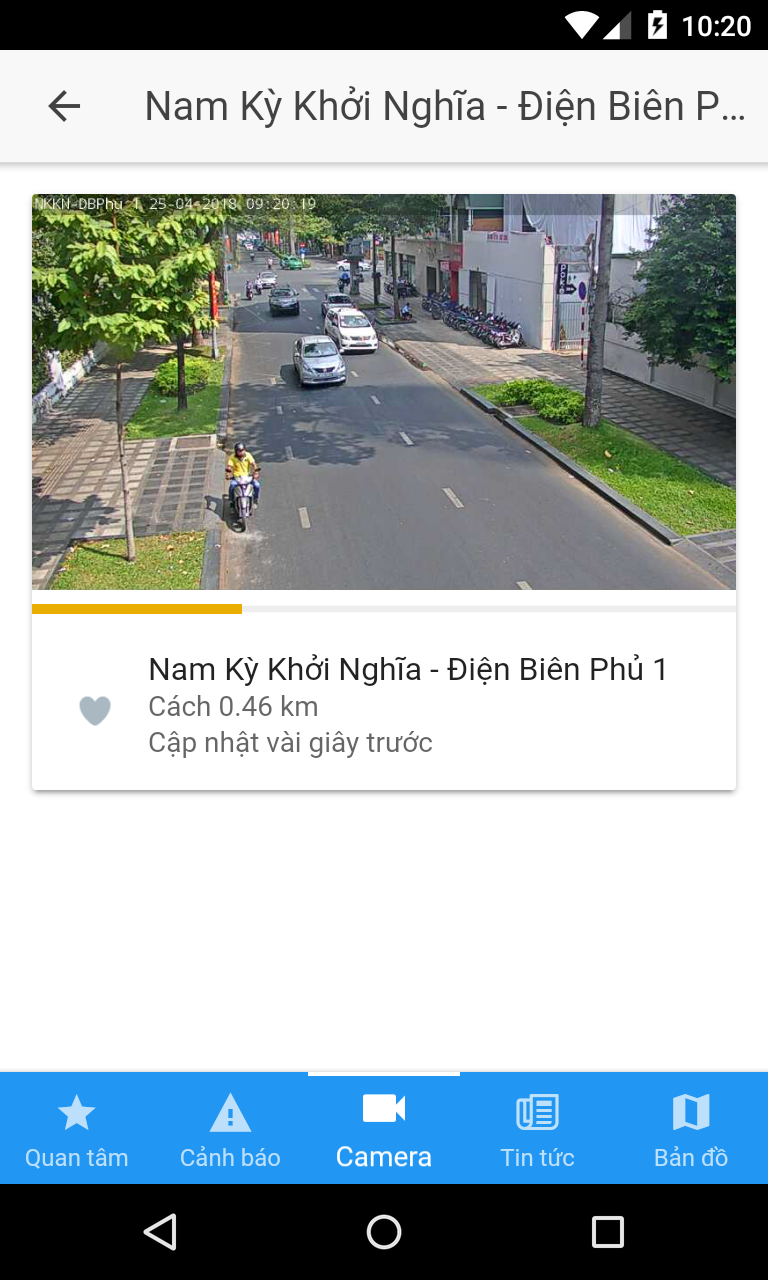 10:20
Nam Kỳ Khởi Nghĩa - Điện Biên P...
NKKN-DBPhu 1 25-04-2018 09:20:19
Nam Kỳ Khởi Nghĩa - Điện Biên Phủ 1
Cách 0.46 km
Cập nhật vài giây trước
Quan tâm
Cảnh báo
Camera
Tin tức
Bản đồ